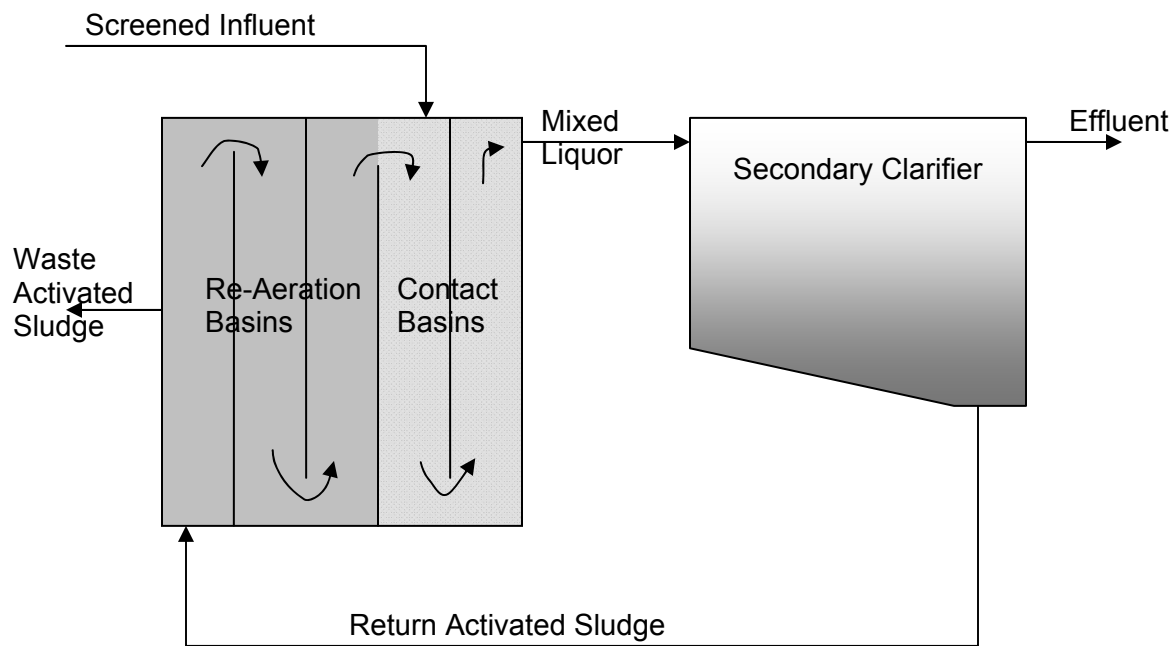 Screened Influent
Mixed
Liquor
Effluent
Secondary Clarifier
Waste
Activated
Sludge
Re-Aeration
Basins
Contact
Basins
Return Activated Sludge